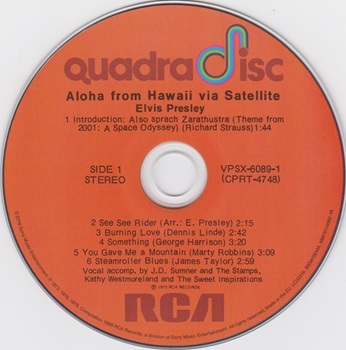 quadradisc
Aloha from Hawaii via Satellite
Elvis Presley
1 Introduction: Also sprach Zarathustra (Theme from
2001: A Space Odyssey) (Richard Strauss) 1:44
SIDE 1
STEREO
VPSX-6089-1
(CPRT-4748)
2 See See Rider (Arr.: E. Presley) 2:15
3 Burning Love (Dennis Linde) 2:42
4 Something (George Harrison) 3:20
5 You Gave Me a Mountain (Marty Robbins) 3:09
6 Steamroller Blues (James Taylor) 2:59
Vocal accomp. by J.D. Sumner and The Stamps,
Kathy Westmoreland and The Sweet Inspirations
℗ 1973 RCA RECORDS
RCA